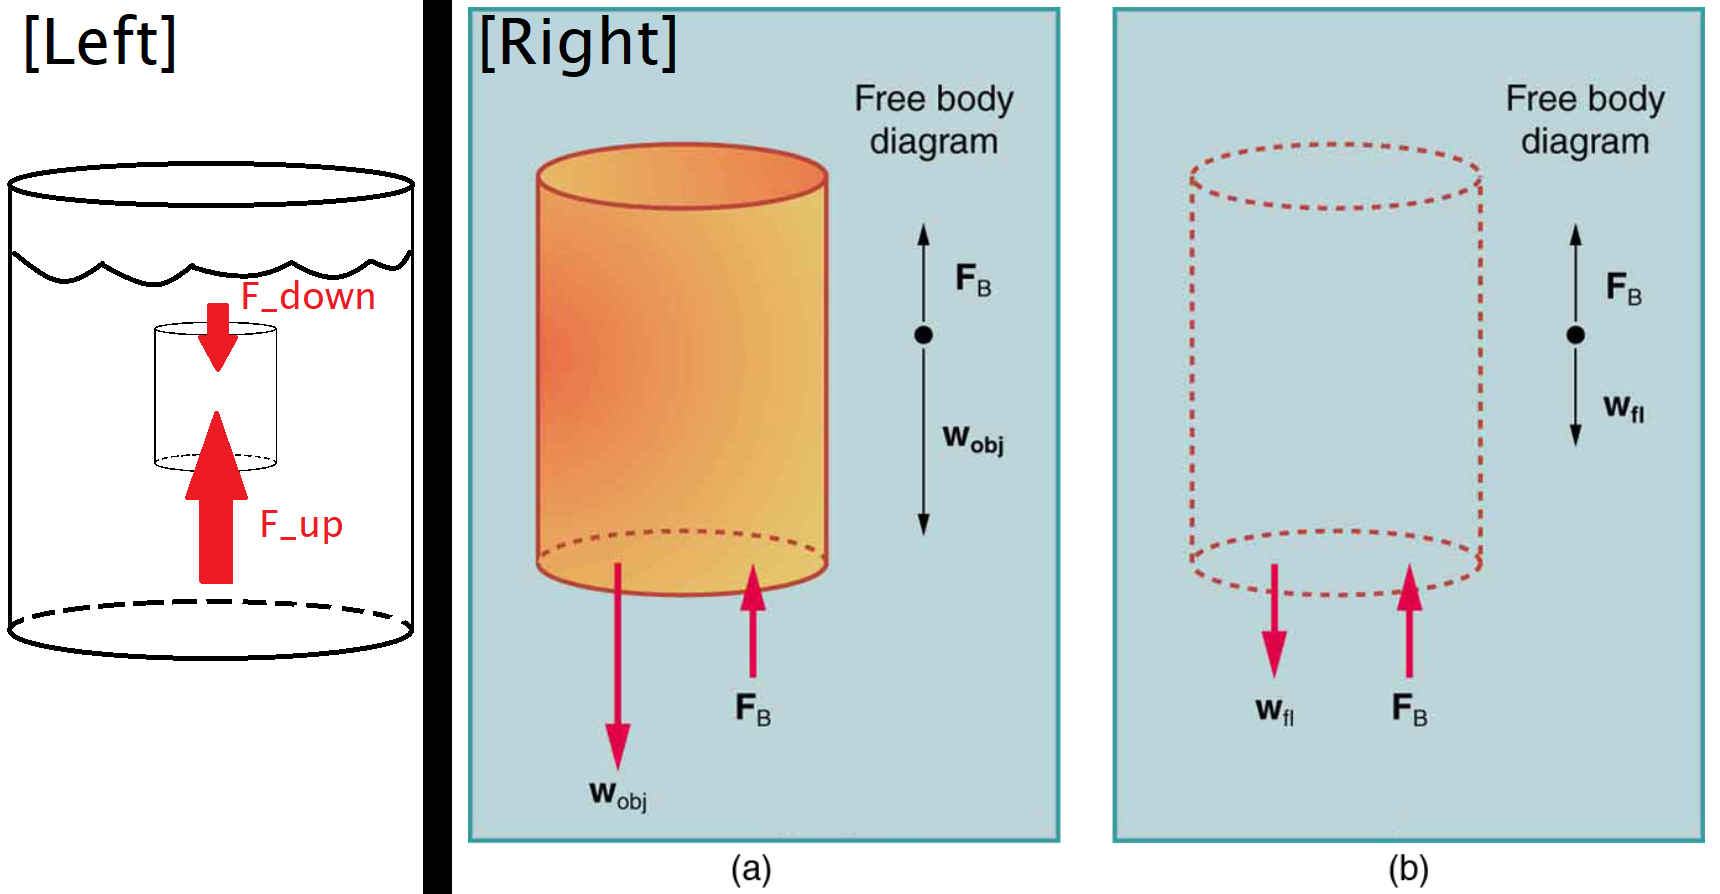 [Left]
F_down
F_up
[Right]
Free body
diagram
F_B
w_obj
w_obj
F_B
(a)
Free body
diagram
F_B
w_fl
w_fl
F_B
(b)